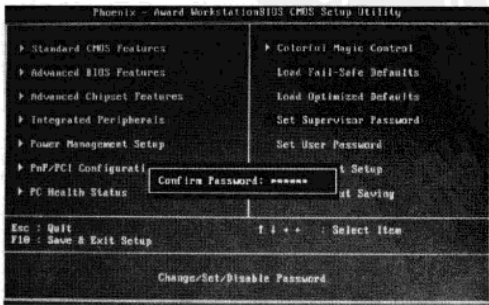 Phoenix - Award WorkstationBIOS CMOS Setup Utility
▶ Standard CMOS Features
▶ Advanced BIOS Features
▶ Advanced Chipset Features
▶ Integrated Peripherals
▶ Power Management Setup
▶ PnP/PCI Configurati
▶ PC Health Status
▶ Colorful Magic Control
Load Fail-Safe Defaults
Load Optimized Defaults
Set Supervisor Password
Set User Password
t Setup
ut Saving
Confirm Password: ******
Esc : Quit
F10 : Save & Exit Setup
: Select Item
Change/Set/Disable Password